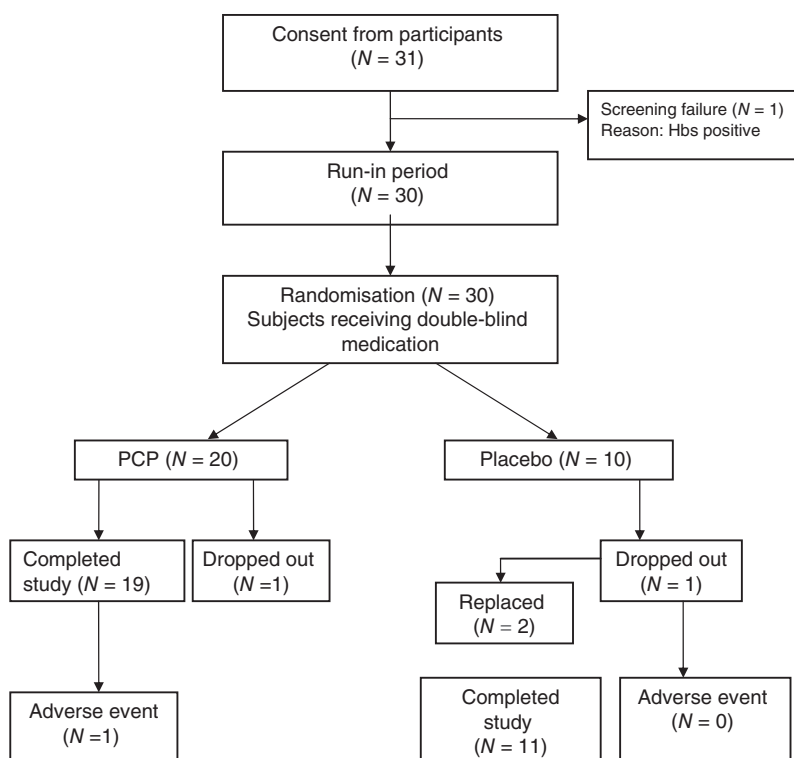 Consent from participants
(N = 31)
Screening failure (N = 1)
Reason: Hbs positive
Run-in period
(N = 30)
Randomisation (N = 30)
Subjects receiving double-blind
medication
PCP (N = 20)
Placebo (N = 10)
Completed
study (N = 19)
Dropped out
(N =1)
Dropped out
(N = 1)
Replaced
(N = 2)
Adverse event
(N =1)
Completed
study
(N = 11)
Adverse event
(N = 0)